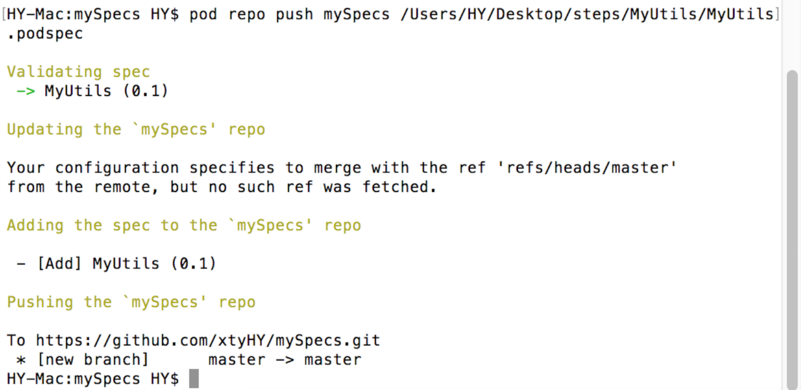 [HY-Mac:mySpecs HY$ pod repo push mySpecs /Users/HY/Desktop/steps/MyUtils/MyUtils]
.podspec
Validating spec
-> MyUtils (0.1)
Updating the `mySpecs' repo
Your configuration specifies to merge with the ref 'refs/heads/master'
from the remote, but no such ref was fetched.
Adding the spec to the `mySpecs' repo
- [Add] MyUtils (0.1)
Pushing the `mySpecs' repo
To https://github.com/xtyHY/mySpecs.git
* [new branch]      master -> master
HY-Mac:mySpecs HY$